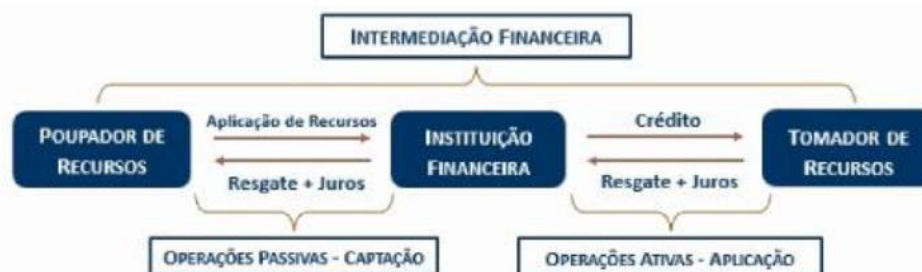 INTERMEDIAÇÃO FINANCEIRA
POUPADOR DE
RECURSOS
Aplicação de Recursos
Resgate + Juros
INSTITUIÇÃO
FINANCEIRA
Crédito
Resgate + Juros
TOMADOR DE
RECURSOS
OPERAÇÕES PASSIVAS - CAPTAÇÃO
OPERAÇÕES ATIVAS - APLICAÇÃO